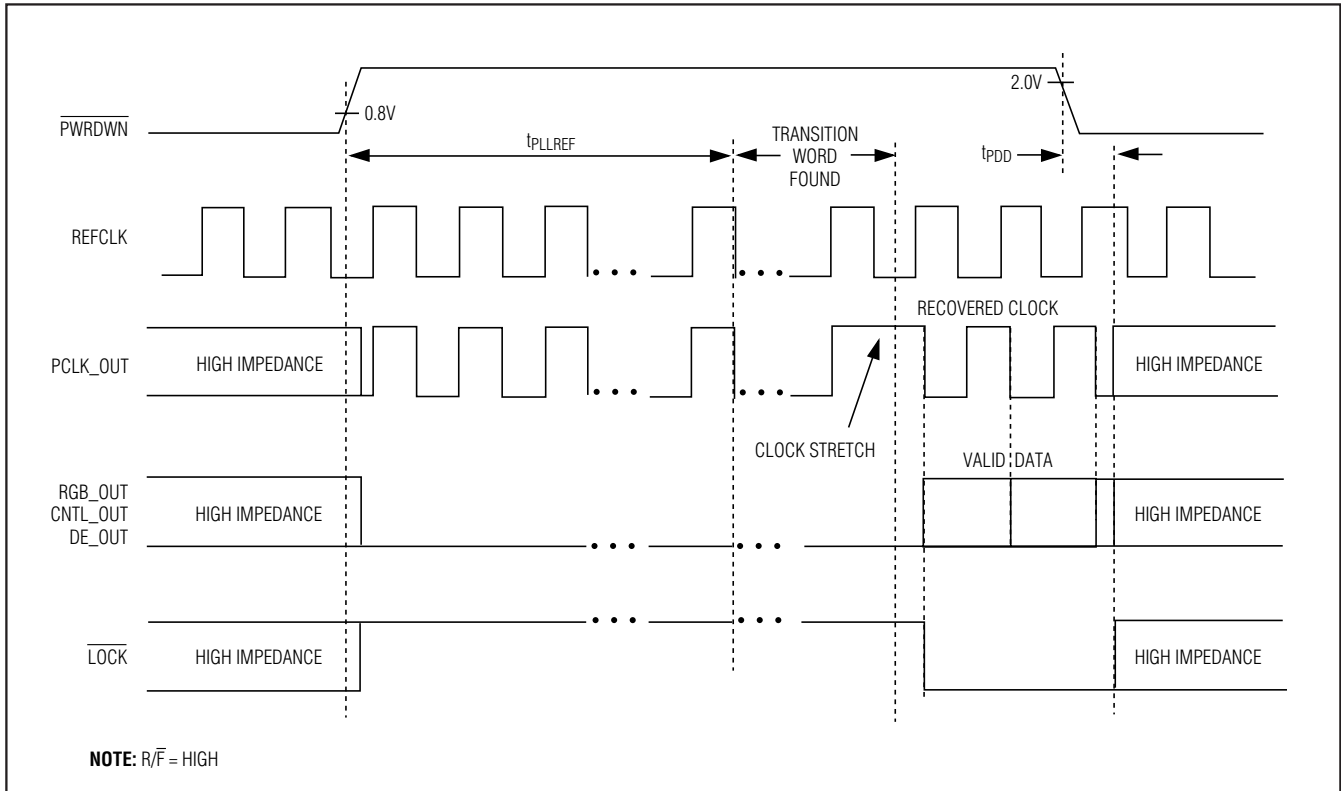 2.0V
0.8V
PWRDWN
tPLLREF
TRANSITION
WORD
FOUND
tPDD
REFCLK
RECOVERED CLOCK
PCLK_OUT
HIGH IMPEDANCE
HIGH IMPEDANCE
CLOCK STRETCH
VALID DATA
RGB_OUT
CNTL_OUT
DE_OUT
HIGH IMPEDANCE
HIGH IMPEDANCE
LOCK
HIGH IMPEDANCE
HIGH IMPEDANCE
NOTE: R/F̅ = HIGH